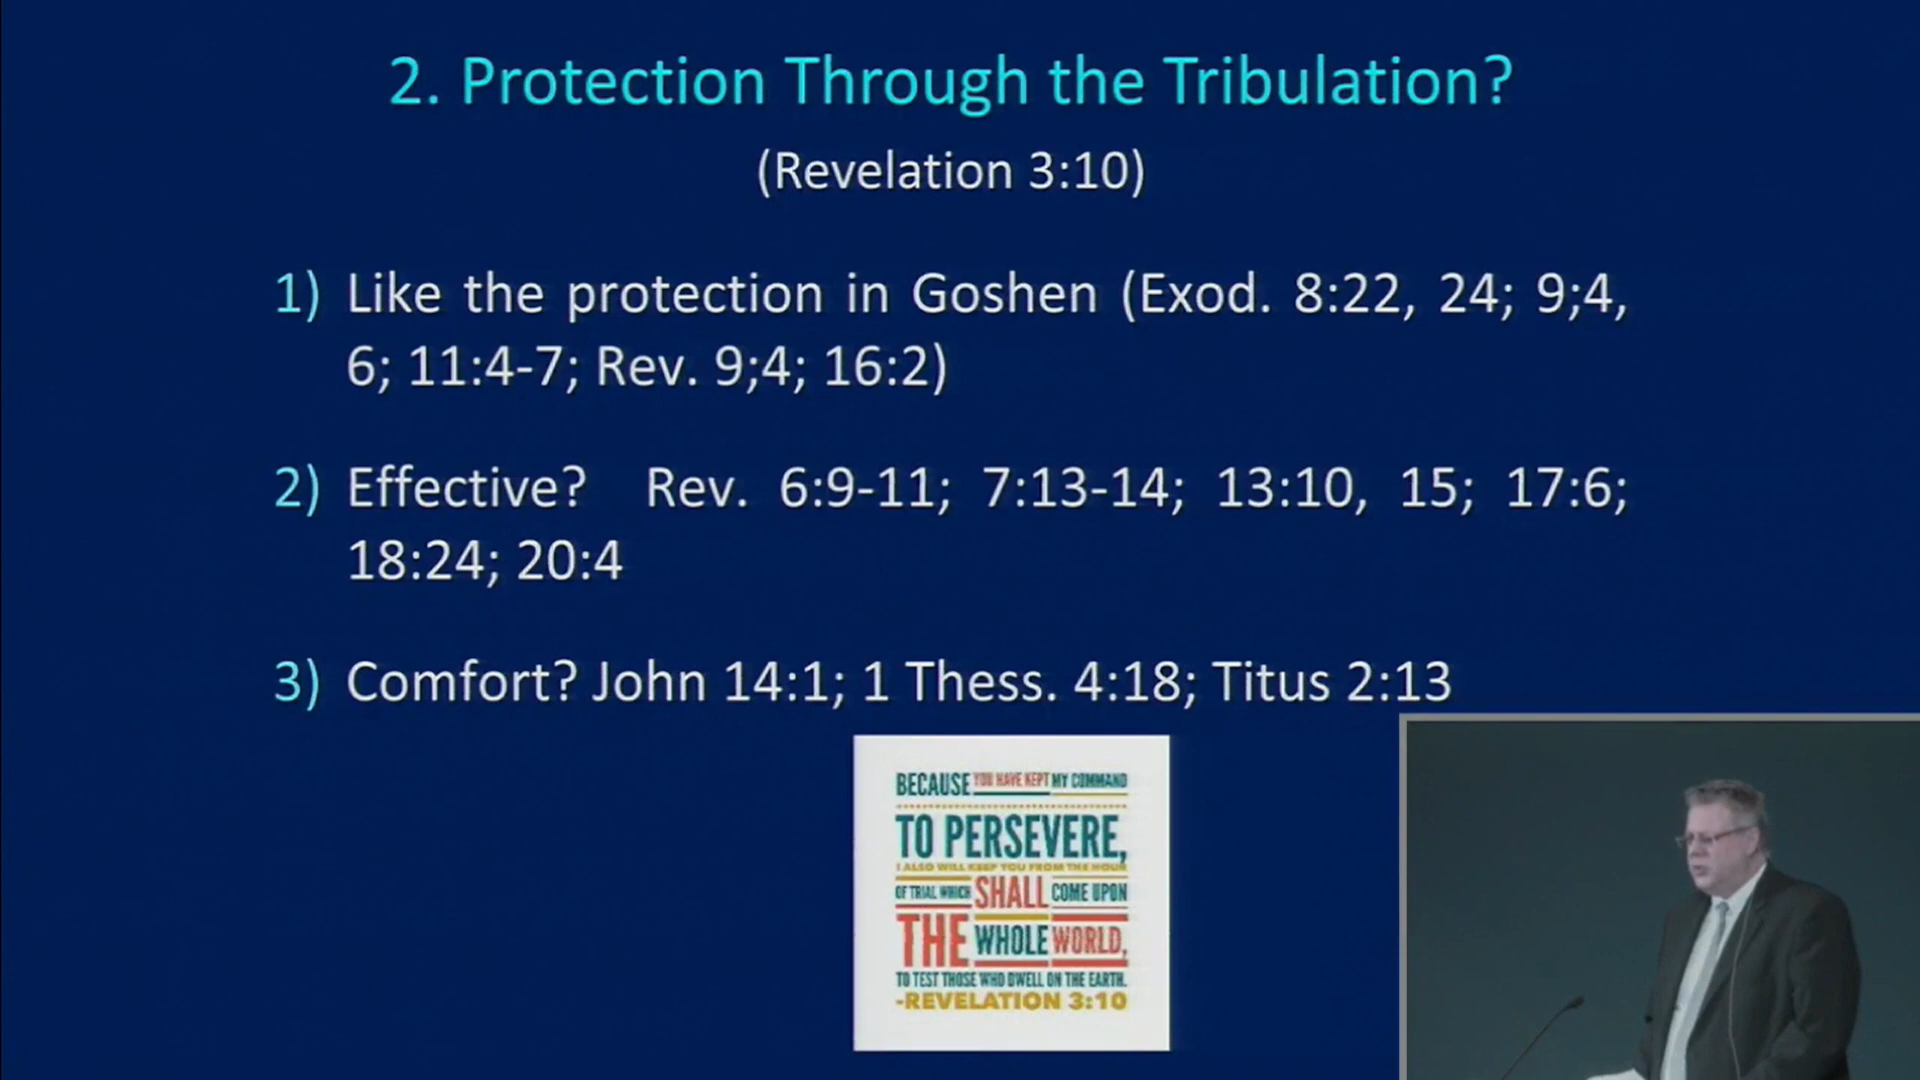 2. Protection Through the Tribulation?
(Revelation 3:10)
1) Like the protection in Goshen (Exod. 8:22, 24; 9;4,
6; 11:4-7; Rev. 9;4; 16:2)
2) Effective? Rev. 6:9-11; 7:13-14; 13:10, 15; 17:6;
18:24; 20:4
3) Comfort? John 14:1; 1 Thess. 4:18; Titus 2:13
BECAUSE YOU HAVE KEPT MY COMMAND
TO PERSEVERE,
I ALSO WILL KEEP YOU FROM THE HOUR
OF TRIAL WHICH SHALL COME UPON
THE WHOLE WORLD,
TO TEST THOSE WHO DWELL ON THE EARTH.
-REVELATION 3:10